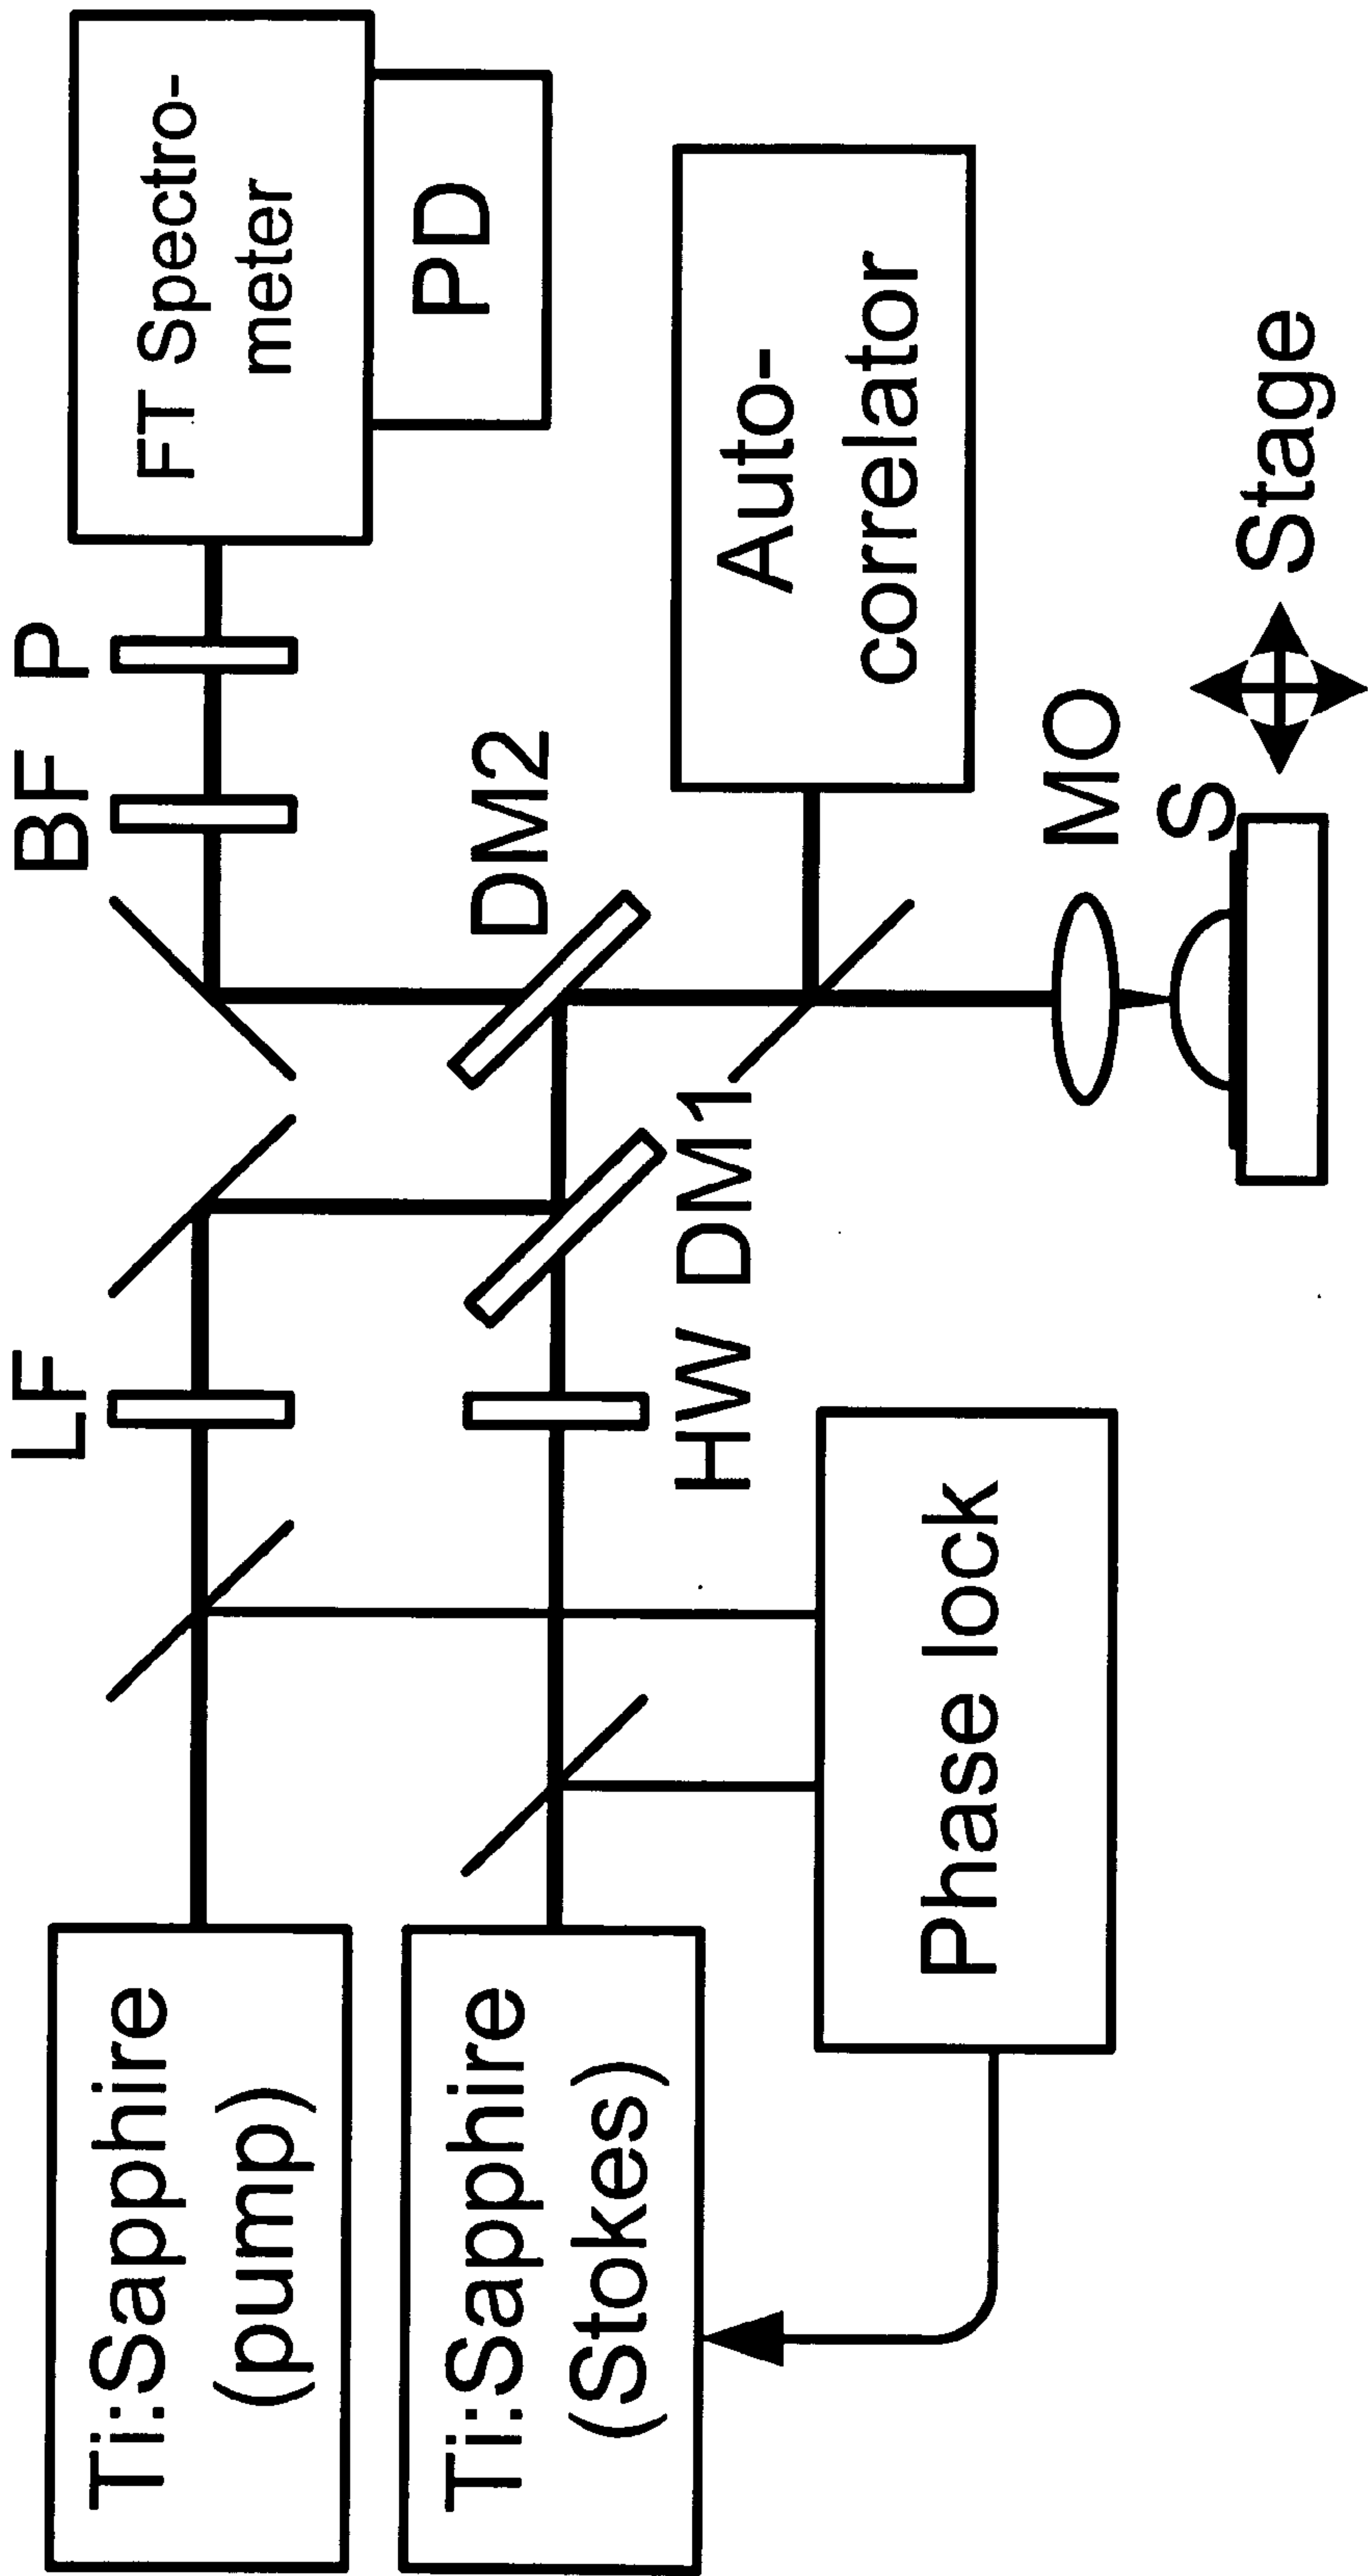 Ti:Sapphire
(pump)
Ti:Sapphire
(Stokes)
Phase lock
LF
HW
DM1
DM2
BF
P
FT Spectro-
meter
PD
Auto-
correlator
MO
S
Stage